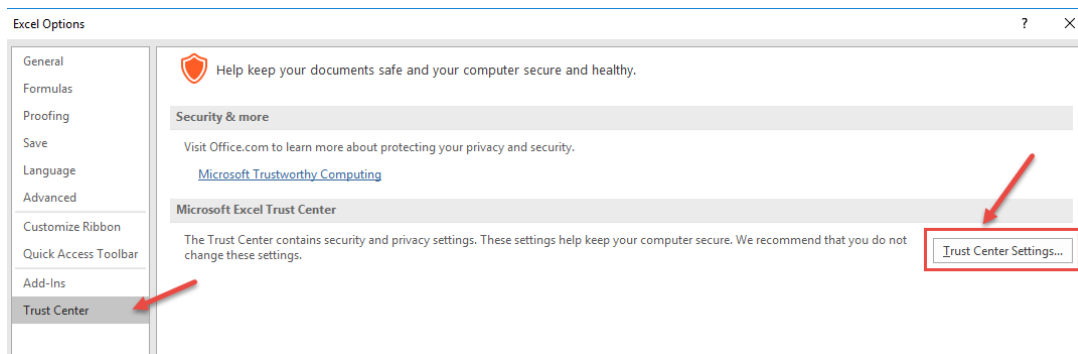 Excel Options
?
×
General
Formulas
Proofing
Save
Language
Advanced
Customize Ribbon
Quick Access Toolbar
Add-Ins
Trust Center
Help keep your documents safe and your computer secure and healthy.
Security & more
Visit Office.com to learn more about protecting your privacy and security.
Microsoft Trustworthy Computing
Microsoft Excel Trust Center
The Trust Center contains security and privacy settings. These settings help keep your computer secure. We recommend that you do not
change these settings.
Trust Center Settings...